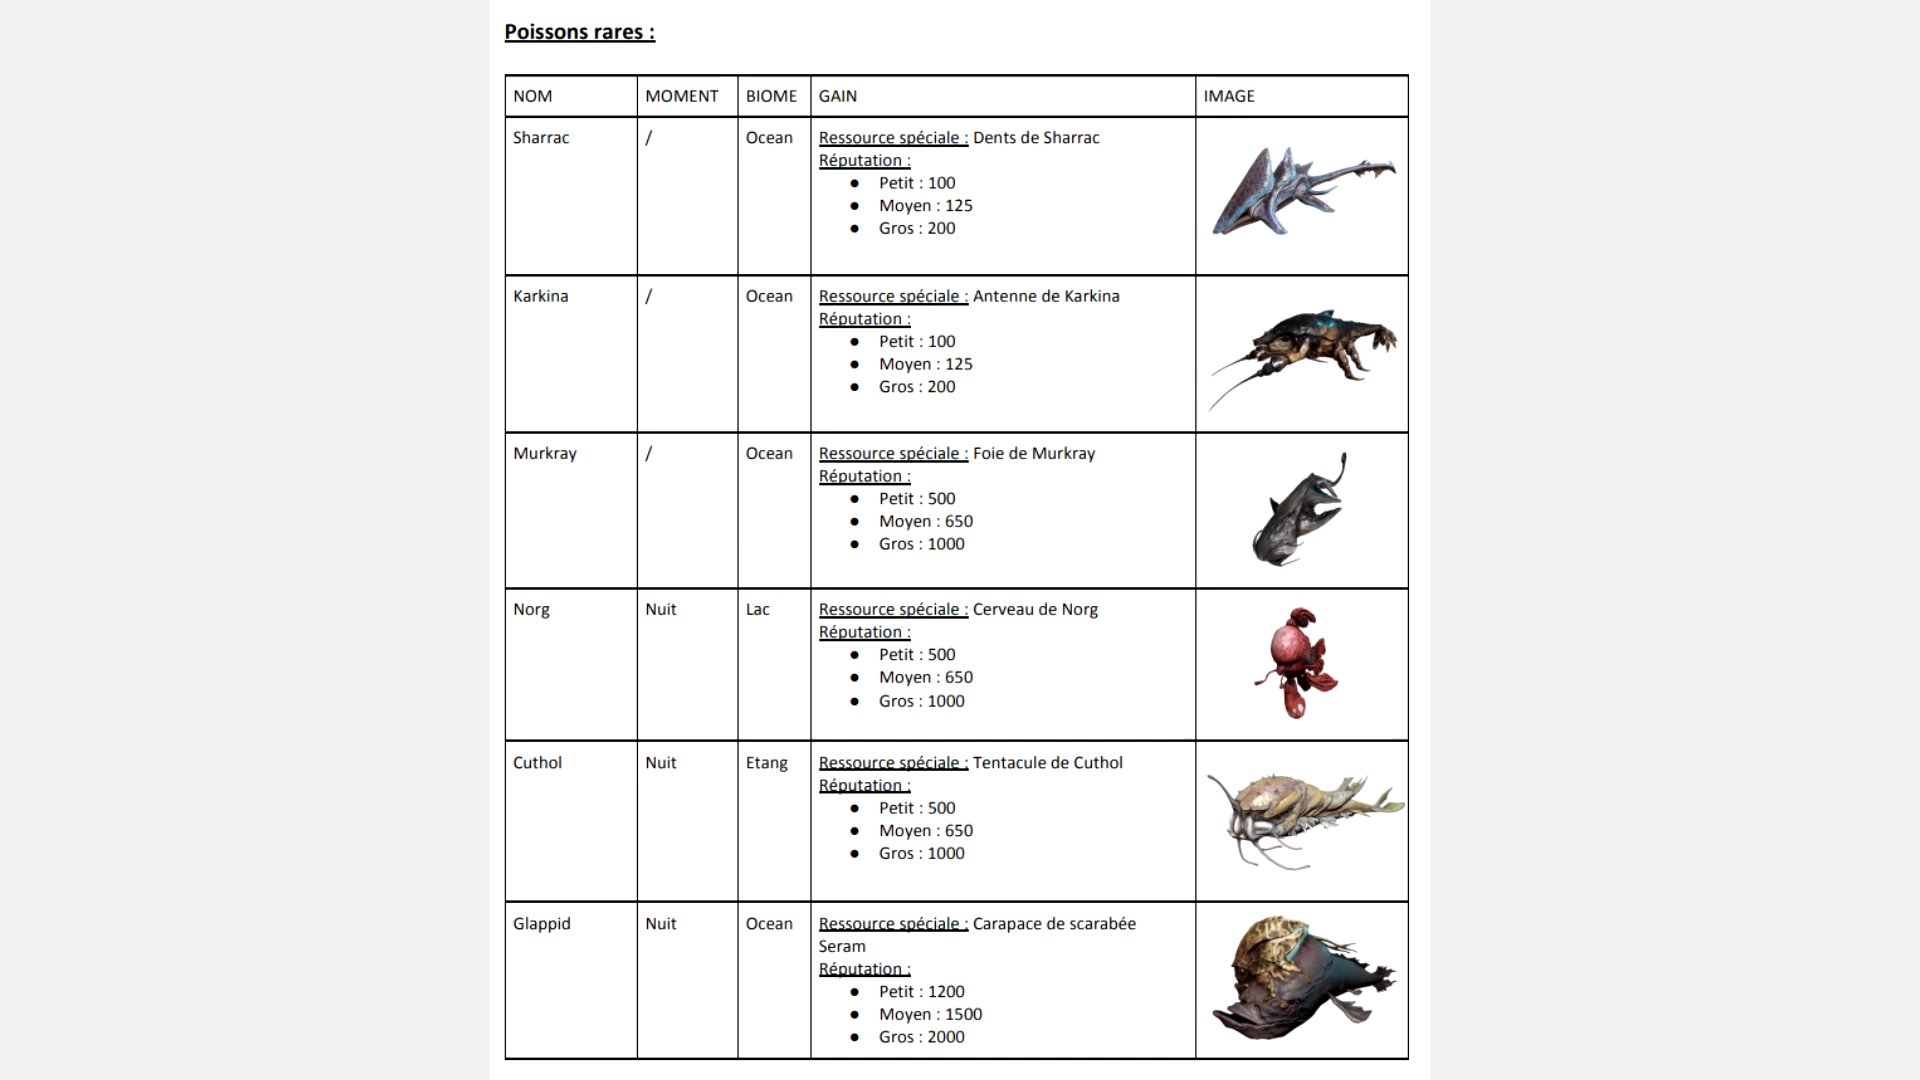 Poissons rares :
NOM MOMENT BIOME GAIN IMAGE
Sharrac / Ocean Ressource spéciale : Dents de Sharrac
Réputation :
● Petit : 100
● Moyen : 125
● Gros : 200
Karkina / Ocean Ressource spéciale : Antenne de Karkina
Réputation :
● Petit : 100
● Moyen : 125
● Gros : 200
Murkray / Ocean Ressource spéciale : Foie de Murkray
Réputation :
● Petit : 500
● Moyen : 650
● Gros : 1000
Norg Nuit Lac Ressource spéciale : Cerveau de Norg
Réputation :
● Petit : 500
● Moyen : 650
● Gros : 1000
Cuthol Nuit Etang Ressource spéciale : Tentacule de Cuthol
Réputation :
● Petit : 500
● Moyen : 650
● Gros : 1000
Glappid Nuit Ocean Ressource spéciale : Carapace de scarabée
Seram
Réputation :
● Petit : 1200
● Moyen : 1500
● Gros : 2000